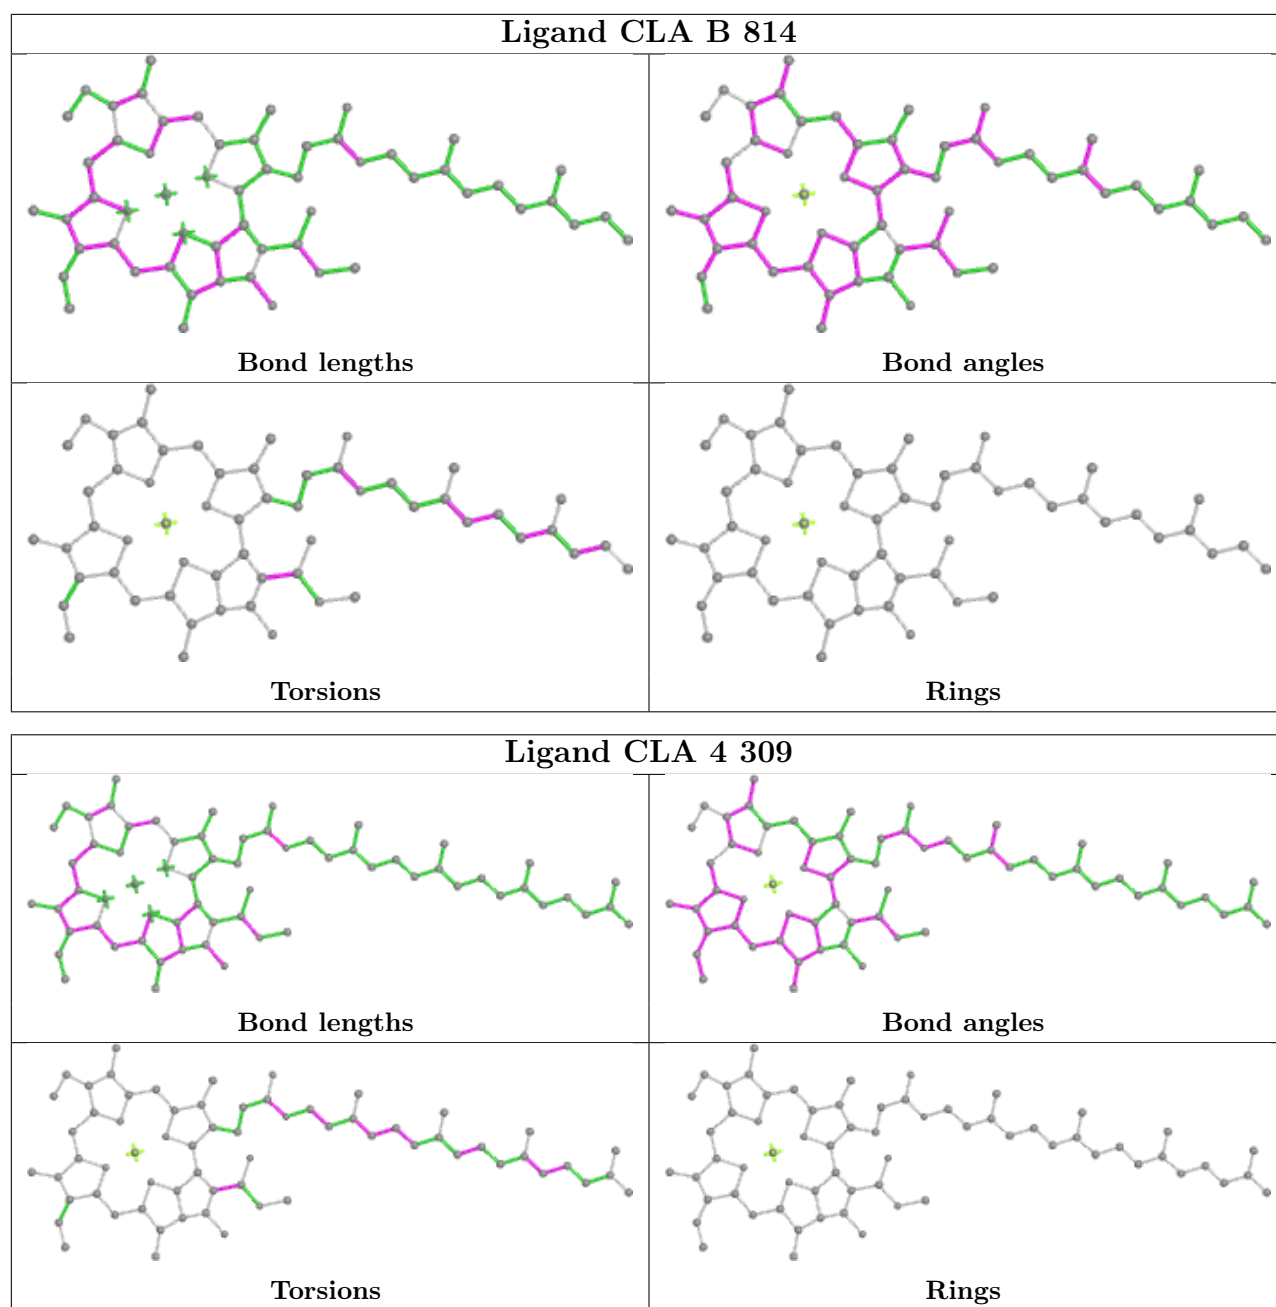 Ligand CLA B 814
Bond lengths
Bond angles
Torsions
Rings
Ligand CLA 4 309
Bond lengths
Bond angles
Torsions
Rings